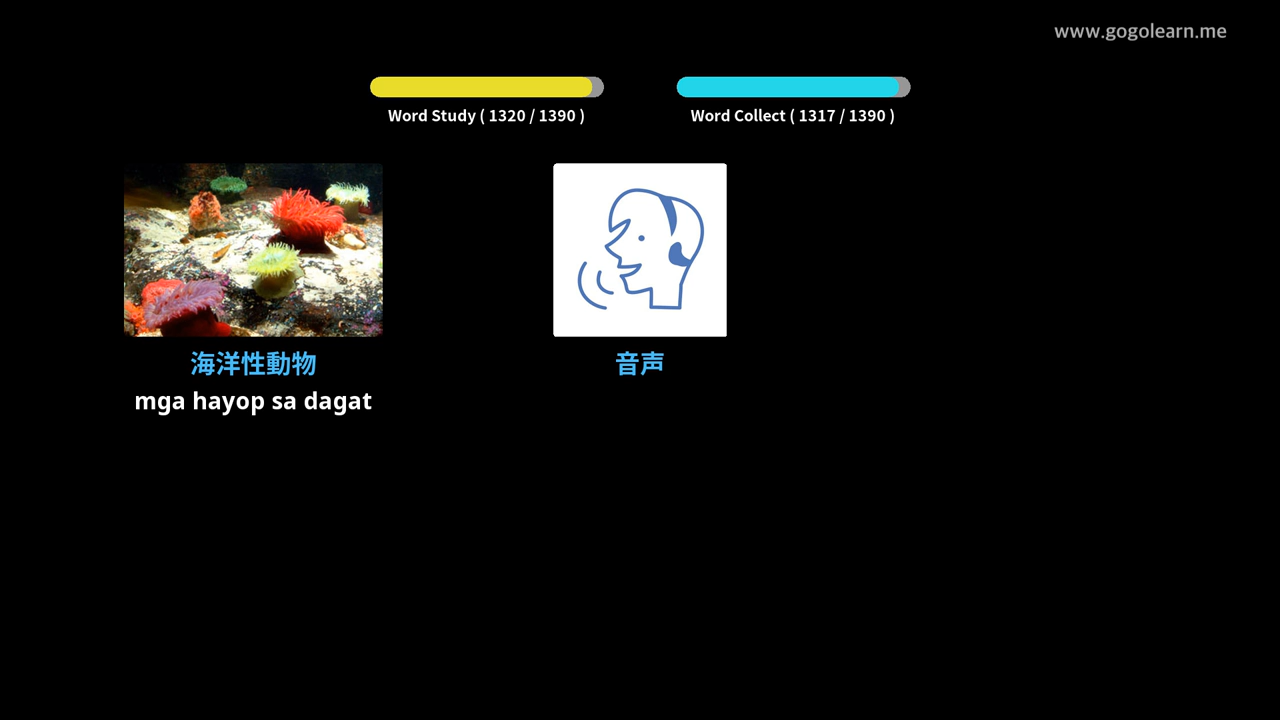 www.gogolearn.me
Word Study ( 1320 / 1390 )
Word Collect ( 1317 / 1390 )
海洋性動物
mga hayop sa dagat
音声